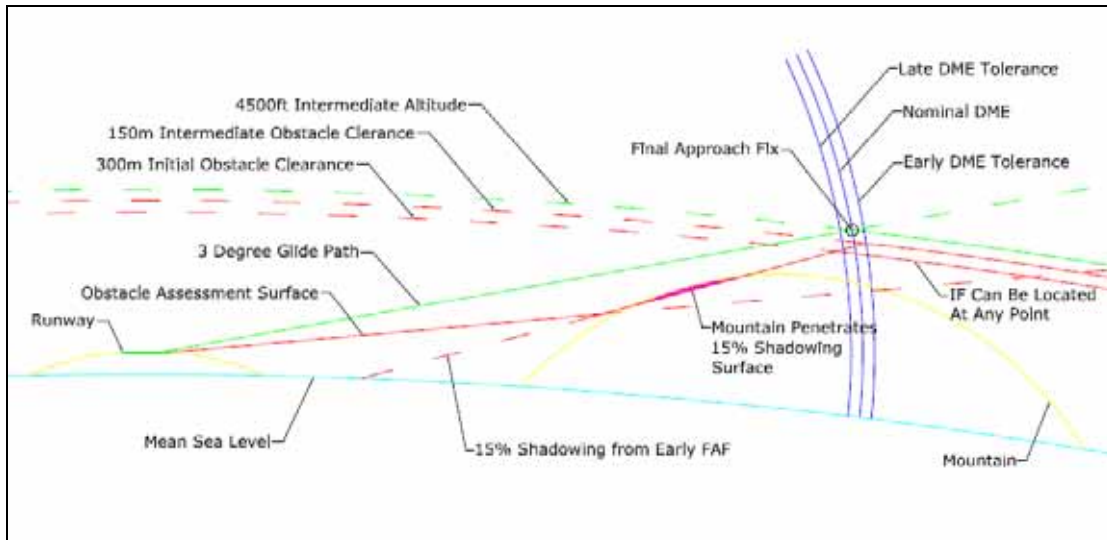 Late DME Tolerance
4500ft Intermediate Altitude
Nominal DME
150m Intermediate Obstacle Clerance
Final Approach Fix
300m Initial Obstacle Clearance
Early DME Tolerance
3 Degree Glide Path
Obstacle Assessment Surface
IF Can Be Located
At Any Point
Runway
Mountain Penetrates
15% Shadowing
Surface
Mean Sea Level
15% Shadowing from Early FAF
Mountain